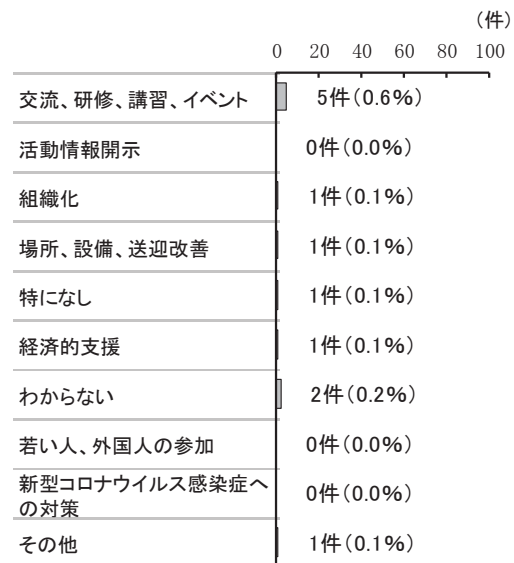 （件）
0 20 40 60 80 100
交流、研修、講習、イベント 5件（0.6％）
活動情報開示 0件（0.0％）
組織化 1件（0.1％）
場所、設備、送迎改善 1件（0.1％）
特になし 1件（0.1％）
経済的支援 1件（0.1％）
わからない 2件（0.2％）
若い人、外国人の参加 0件（0.0％）
新型コロナウイルス感染症へ
の対策 0件（0.0％）
その他 1件（0.1％）